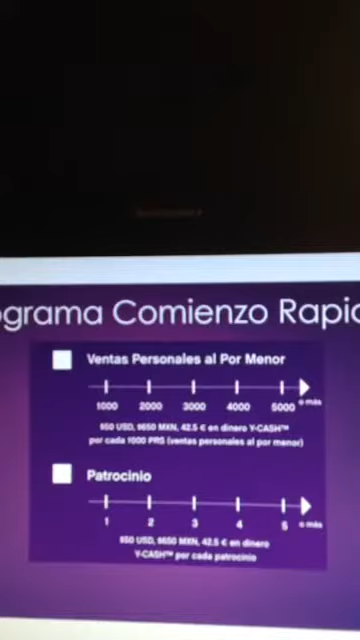 ograma Comienzo Rapid
Ventas Personales al Por Menor
1000 2000 3000 4000 5000 o más
$50 USD, $650 MXN, 42.5 € en dinero Y-CASH™
por cada 1000 PRS (ventas personales al por menor)
Patrocinio
1 2 3 4 5 o más
$50 USD, $650 MXN, 42.5 € en dinero
Y-CASH™ por cada patrocinio